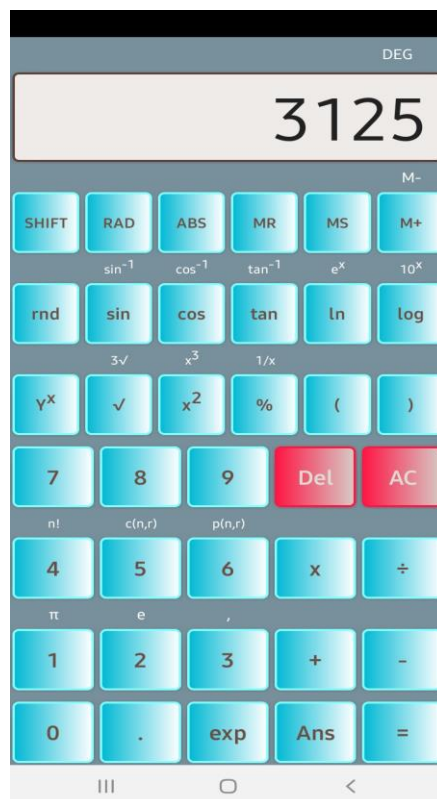 DEG
3125
M-
SHIFT RAD ABS MR MS M+
sin⁻¹ cos⁻¹ tan⁻¹ eˣ 10ˣ
rnd sin cos tan ln log
3√ x³ 1/x
Yˣ √ x² % ( )
7 8 9 Del AC
n! c(n,r) p(n,r)
4 5 6 x ÷
π e ,
1 2 3 + -
0 . exp Ans =